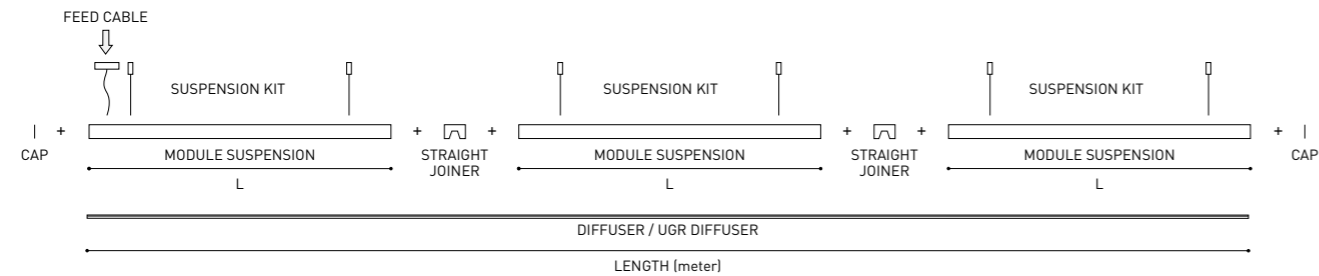 FEED CABLE
SUSPENSION KIT SUSPENSION KIT SUSPENSION KIT
+ + + + + +
CAP MODULE SUSPENSION STRAIGHT JOINER MODULE SUSPENSION STRAIGHT JOINER MODULE SUSPENSION CAP
L L L
DIFFUSER / UGR DIFFUSER
LENGTH (meter)